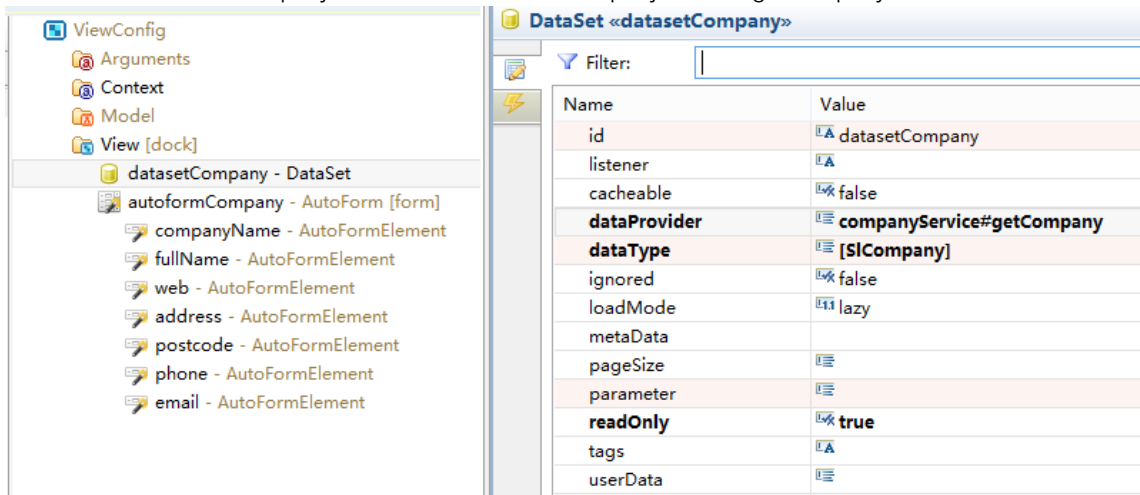 ViewConfig
Arguments
Context
Model
View [dock]
datasetCompany - DataSet
autoformCompany - AutoForm [form]
companyName - AutoFormElement
fullName - AutoFormElement
web - AutoFormElement
address - AutoFormElement
postcode - AutoFormElement
phone - AutoFormElement
email - AutoFormElement
DataSet «datasetCompany»
Filter:
Name Value
id datasetCompany
listener
cacheable false
dataProvider companyService#getCompany
dataType [SlCompany]
ignored false
loadMode lazy
metaData
pageSize
parameter
readOnly true
tags
userData